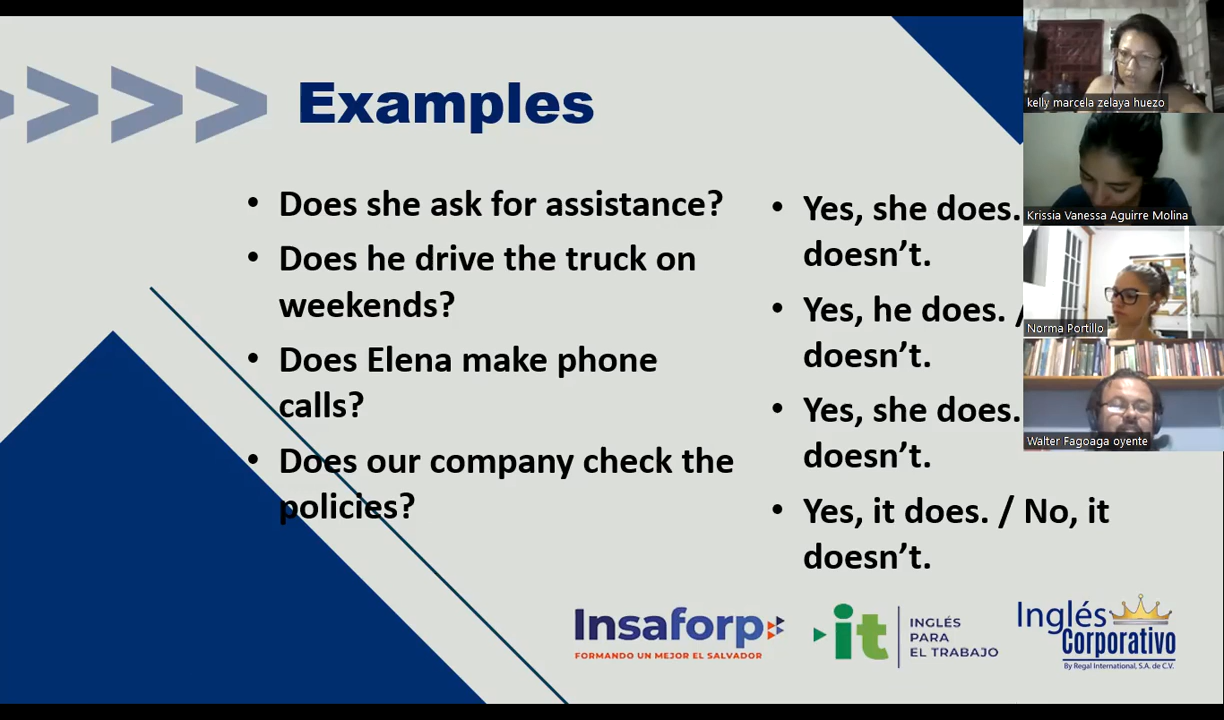 Examples
• Does she ask for assistance?
• Does he drive the truck on
weekends?
• Does Elena make phone
calls?
• Does our company check the
policies?
• Yes, she does.
doesn’t.
• Yes, he does. /
doesn’t.
• Yes, she does.
doesn’t.
• Yes, it does. / No, it
doesn’t.
kelly marcela zelaya huezo
Krissia Vanessa Aguirre Molina
Norma Portillo
Walter Fagoaga oyente
Insaforp
FORMANDO UN MEJOR EL SALVADOR
it
INGLÉS
PARA
EL TRABAJO
Inglés
Corporativo
By Regal International, S.A. de C.V.